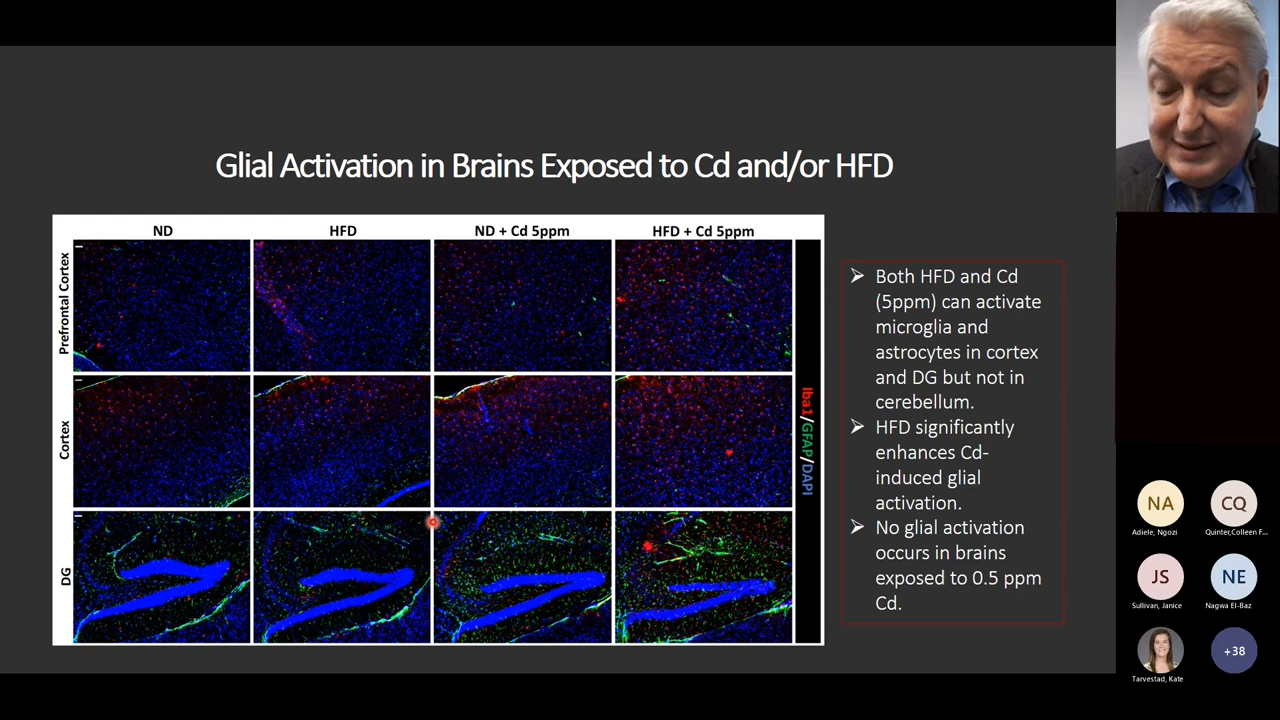 Glial Activation in Brains Exposed to Cd and/or HFD
ND
HFD
ND + Cd 5ppm
HFD + Cd 5ppm
Prefrontal Cortex
Cortex
DG
Iba1/GFAP/DAPI
➢ Both HFD and Cd
(5ppm) can activate
microglia and
astrocytes in cortex
and DG but not in
cerebellum.
➢ HFD significantly
enhances Cd-
induced glial
activation.
➢ No glial activation
occurs in brains
exposed to 0.5 ppm
Cd.
NA
CQ
Adiele, Ngozi
Quinter,Colleen F...
JS
NE
Sullivan, Janice
Nagwa El-Baz
+38
Tarvestad, Kate